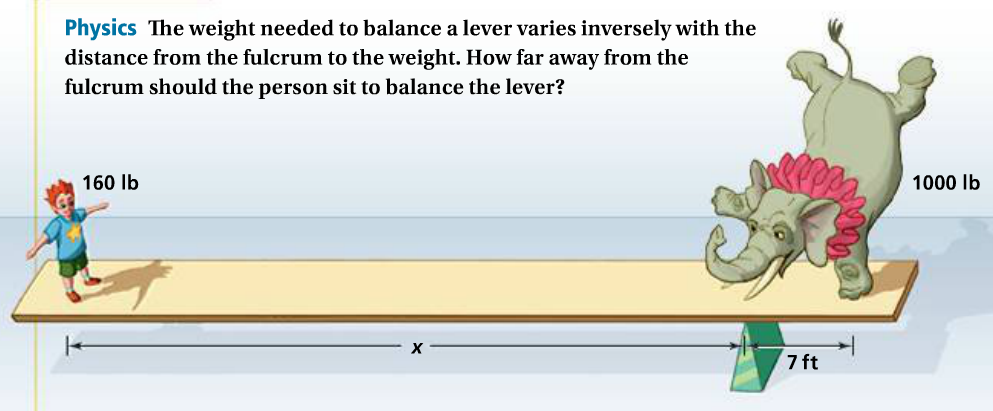 Physics The weight needed to balance a lever varies inversely with the
distance from the fulcrum to the weight. How far away from the
fulcrum should the person sit to balance the lever?
160 lb
1000 lb
x
7 ft